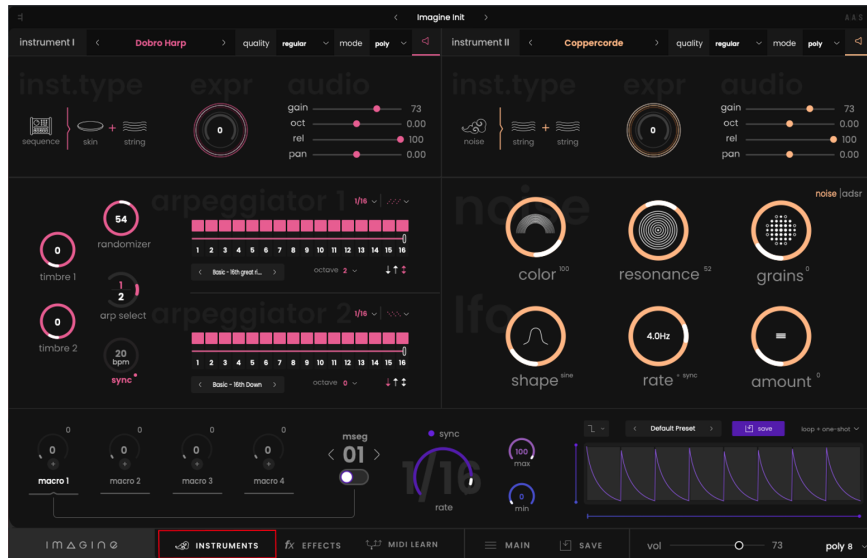 Imagine Init
AAS
instrument I Dobro Harp quality regular mode poly
instrument II Coppercorde quality regular mode poly
inst.type expr audio
sequence skin + string
0
gain 73
oct 0.00
rel 100
pan 0.00
inst.type expr audio
noise string + string
0
gain 73
oct 0.00
rel 100
pan 0.00
0
timbre 1
0
timbre 2
54
randomizer
1
2
arp select
20
bpm
sync
arpeggiator 1
1/16
1 2 3 4 5 6 7 8 9 10 11 12 13 14 15 16
Basic - 16th great ri... octave 2
arpeggiator 2
1/16
1 2 3 4 5 6 7 8 9 10 11 12 13 14 15 16
Basic - 16th Down octave 0
noise
noise | adsr
color 100
resonance 52
grains 0
lfo
4.0Hz
shape sine
rate + sync
amount 0
0 0 0 0
0 0 0 0
macro 1 macro 2 macro 3 macro 4
mseg
01
sync
1/16
rate
100
max
0
min
Default Preset save loop + one-shot
IMAGINE INSTRUMENTS fx EFFECTS MIDI LEARN MAIN SAVE vol 73 poly 8